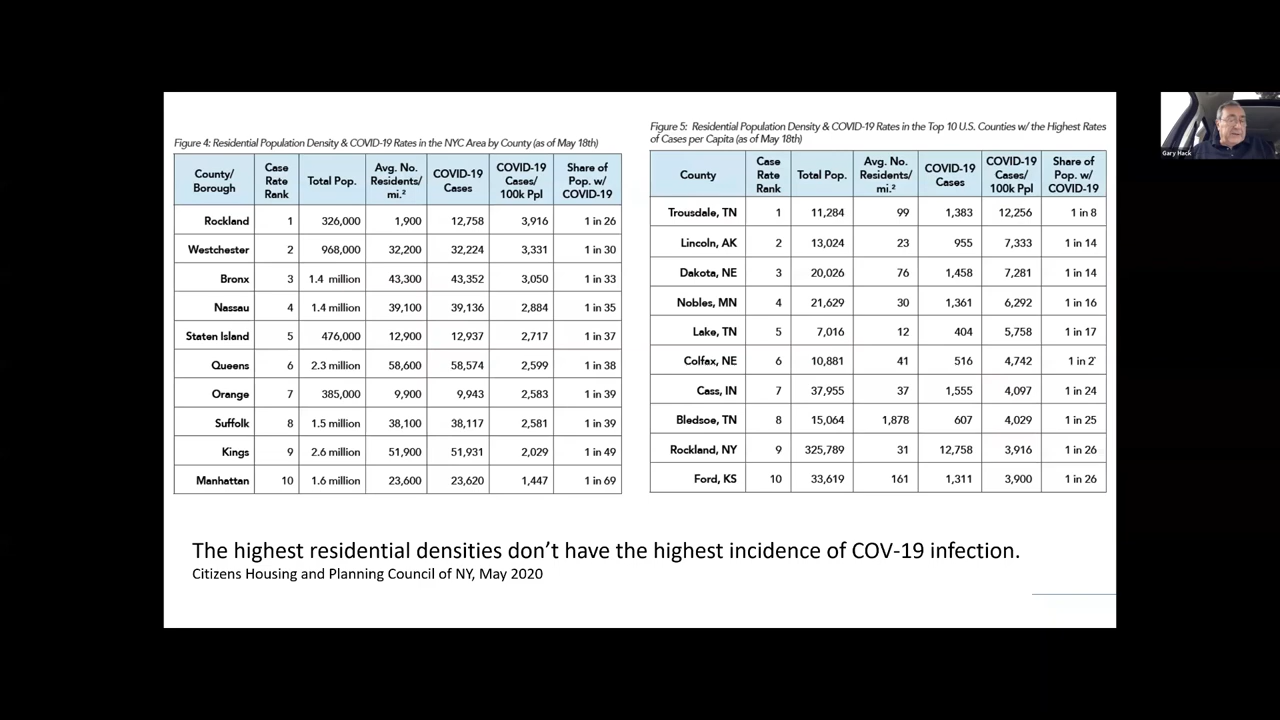 Figure 4: Residential Population Density & COVID-19 Rates in the NYC Area by County (as of May 18th)
County/ Borough Case Rate Rank Total Pop. Avg. No. Residents/ mi.² COVID-19 Cases COVID-19 Cases/ 100k Ppl Share of Pop. w/ COVID-19
Rockland 1 326,000 1,900 12,758 3,916 1 in 26
Westchester 2 968,000 32,200 32,224 3,331 1 in 30
Bronx 3 1.4 million 43,300 43,352 3,050 1 in 33
Nassau 4 1.4 million 39,100 39,136 2,884 1 in 35
Staten Island 5 476,000 12,900 12,937 2,717 1 in 37
Queens 6 2.3 million 58,600 58,574 2,599 1 in 38
Orange 7 385,000 9,900 9,943 2,583 1 in 39
Suffolk 8 1.5 million 38,100 38,117 2,581 1 in 39
Kings 9 2.6 million 51,900 51,931 2,029 1 in 49
Manhattan 10 1.6 million 23,600 23,620 1,447 1 in 69
Figure 5: Residential Population Density & COVID-19 Rates in the Top 10 U.S. Counties w/ the Highest Rates
of Cases per Capita (as of May 18th)
County Case Rate Rank Total Pop. Avg. No. Residents/ mi.² COVID-19 Cases COVID-19 Cases/ 100k Ppl Share of Pop. w/ COVID-19
Trousdale, TN 1 11,284 99 1,383 12,256 1 in 8
Lincoln, AK 2 13,024 23 955 7,333 1 in 14
Dakota, NE 3 20,026 76 1,458 7,281 1 in 14
Nobles, MN 4 21,629 30 1,361 6,292 1 in 16
Lake, TN 5 7,016 12 404 5,758 1 in 17
Colfax, NE 6 10,881 41 516 4,742 1 in
Cass, IN 7 37,955 37 1,555 4,097 1 in 24
Bledsoe, TN 8 15,064 1,878 607 4,029 1 in 25
Rockland, NY 9 325,789 31 12,758 3,916 1 in 26
Ford, KS 10 33,619 161 1,311 3,900 1 in 26
The highest residential densities don't have the highest incidence of COV-19 infection.
Citizens Housing and Planning Council of NY, May 2020
Gary Hack